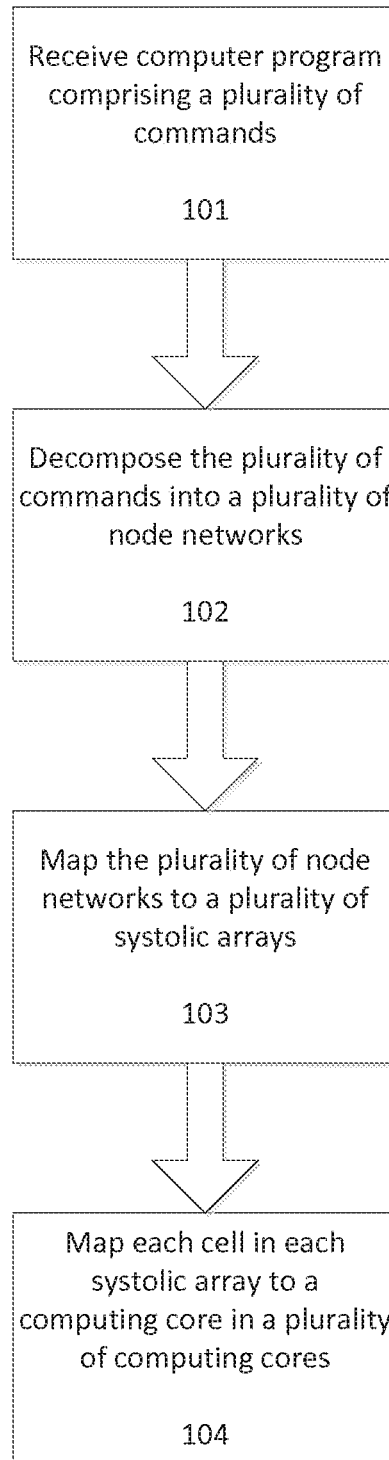 Receive computer program
comprising a plurality of
commands
101
Decompose the plurality of
commands into a plurality of
node networks
102
Map the plurality of node
networks to a plurality of
systolic arrays
103
Map each cell in each
systolic array to a
computing core in a plurality
of computing cores
104